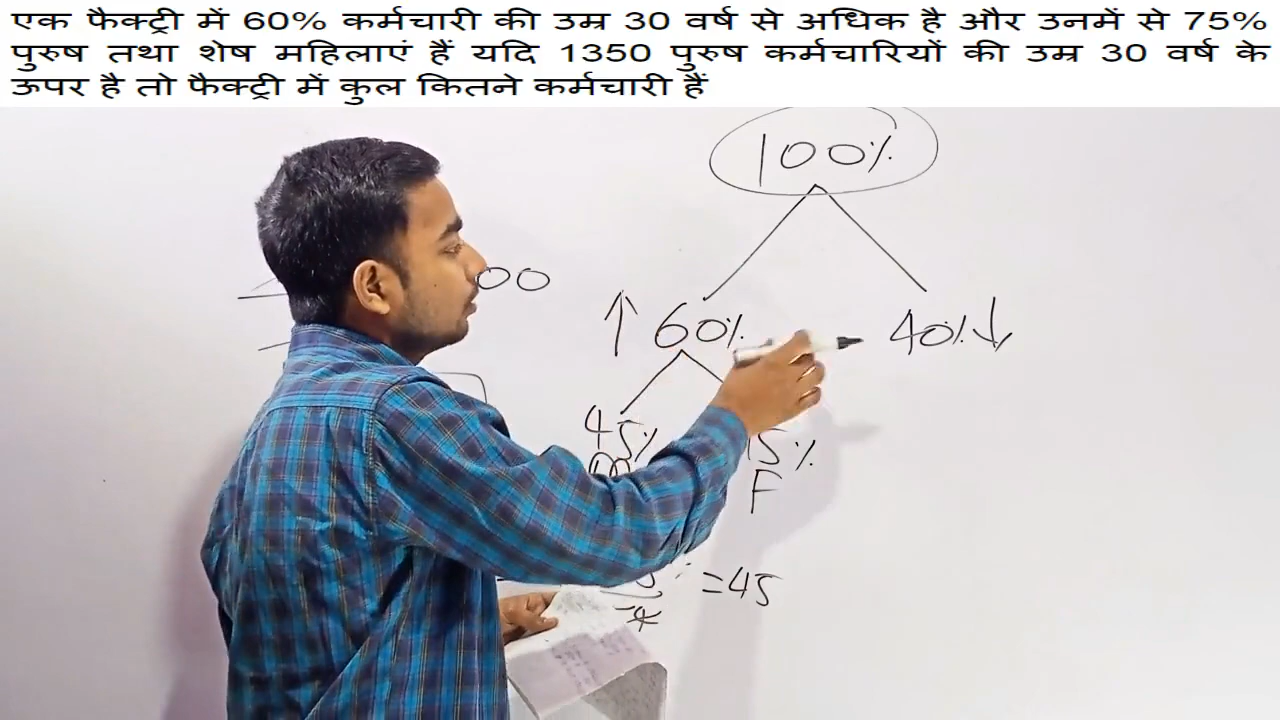 एक फैक्ट्री में 60% कर्मचारी की उम्र 30 वर्ष से अधिक है और उनमें से 75%
पुरुष तथा शेष महिलाएं हैं यदि 1350 पुरुष कर्मचारियों की उम्र 30 वर्ष के
ऊपर है तो फैक्ट्री में कुल कितने कर्मचारी हैं
100%
00
60% 40%
45% 15%
F
=45